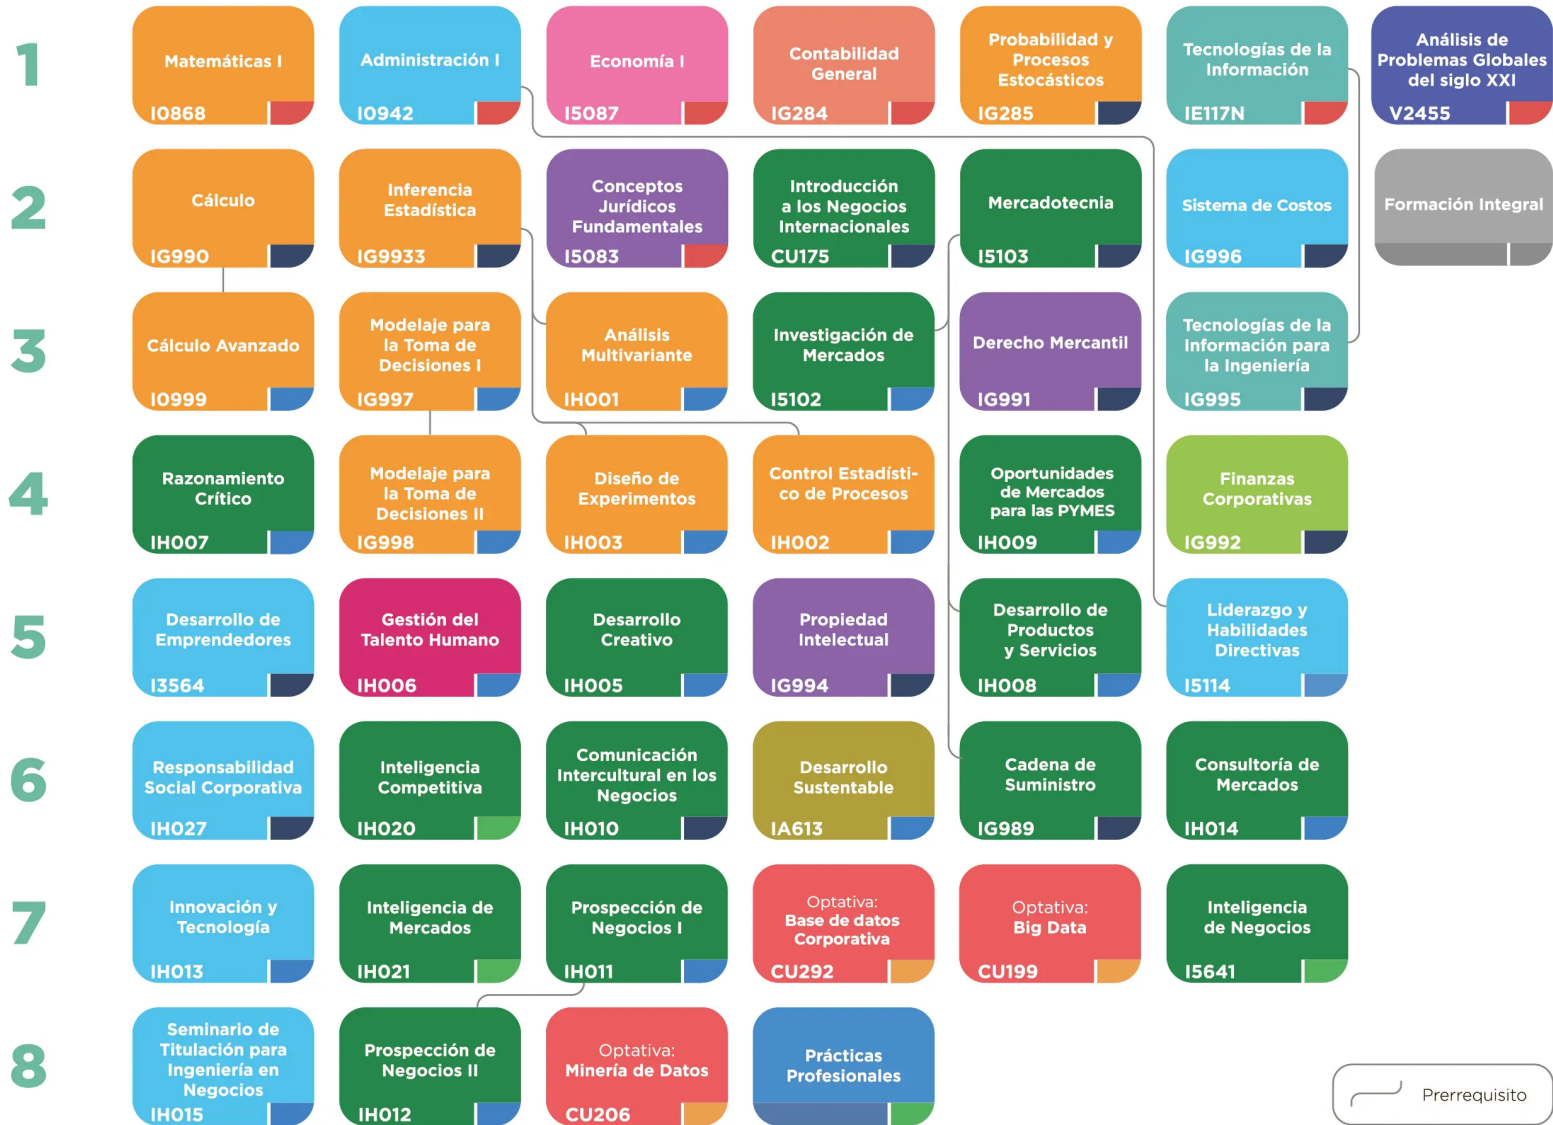 1
Matemáticas I
I0868
Administración I
I0942
Economía I
I5087
Contabilidad
General
IG284
Probabilidad y
Procesos
Estocásticos
IG285
Tecnologías de la
Información
IE117N
Análisis de
Problemas Globales
del siglo XXI
V2455
2
Cálculo
IG990
Inferencia
Estadística
IG9933
Conceptos
Jurídicos
Fundamentales
I5083
Introducción
a los Negocios
Internacionales
CU175
Mercadotecnia
I5103
Sistema de Costos
IG996
Formación Integral
3
Cálculo Avanzado
I0999
Modelaje para
la Toma de
Decisiones I
IG997
Análisis
Multivariante
IH001
Investigación de
Mercados
I5102
Derecho Mercantil
IG991
Tecnologías de la
Información para
la Ingeniería
IG995
4
Razonamiento
Crítico
IH007
Modelaje para
la Toma de
Decisiones II
IG998
Diseño de
Experimentos
IH003
Control Estadísti-
co de Procesos
IH002
Oportunidades
de Mercados
para las PYMES
IH009
Finanzas
Corporativas
IG992
5
Desarrollo de
Emprendedores
I3564
Gestión del
Talento Humano
IH006
Desarrollo
Creativo
IH005
Propiedad
Intelectual
IG994
Desarrollo de
Productos
y Servicios
IH008
Liderazgo y
Habilidades
Directivas
I5114
6
Responsabilidad
Social Corporativa
IH027
Inteligencia
Competitiva
IH020
Comunicación
Intercultural en los
Negocios
IH010
Desarrollo
Sustentable
IA613
Cadena de
Suministro
IG989
Consultoría de
Mercados
IH014
7
Innovación y
Tecnología
IH013
Inteligencia de
Mercados
IH021
Prospección de
Negocios I
IH011
Optativa:
Base de datos
Corporativa
CU292
Optativa:
Big Data
CU199
Inteligencia
de Negocios
I5641
8
Seminario de
Titulación para
Ingeniería en
Negocios
IH015
Prospección de
Negocios II
IH012
Optativa:
Minería de Datos
CU206
Prácticas
Profesionales
Prerrequisito